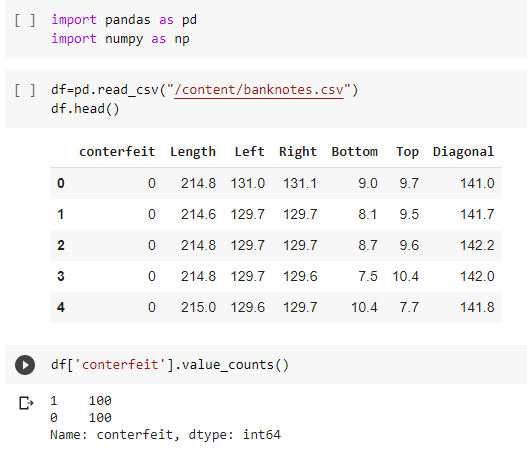 [ ] import pandas as pd
import numpy as np
[ ] df=pd.read_csv("/content/banknotes.csv")
df.head()
conterfeit Length Left Right Bottom Top Diagonal
0 0 214.8 131.0 131.1 9.0 9.7 141.0
1 0 214.6 129.7 129.7 8.1 9.5 141.7
2 0 214.8 129.7 129.7 8.7 9.6 142.2
3 0 214.8 129.7 129.6 7.5 10.4 142.0
4 0 215.0 129.6 129.7 10.4 7.7 141.8
df['conterfeit'].value_counts()
1 100
0 100
Name: conterfeit, dtype: int64